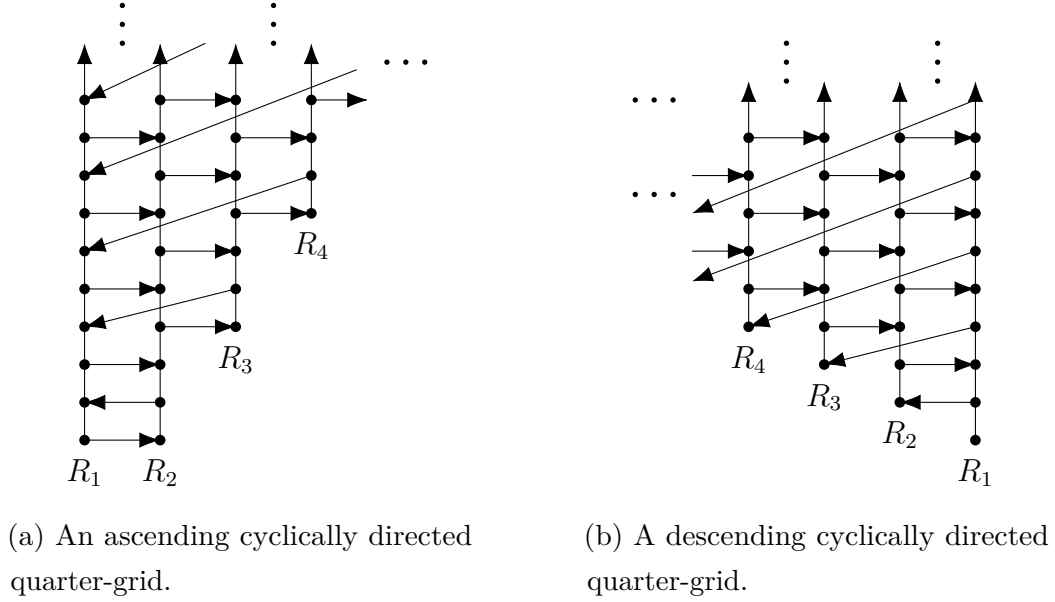 R₄
R₄
R₃
R₃
R₂
R₁ R₂
R₁
(a) An ascending cyclically directed
quarter-grid.
(b) A descending cyclically directed
quarter-grid.